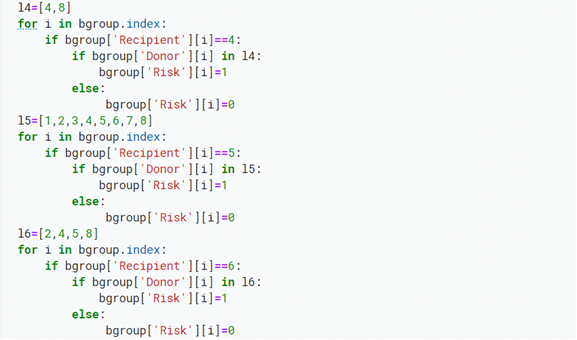 l4=[4,8]
for i in bgroup.index:
    if bgroup['Recipient'][i]==4:
        if bgroup['Donor'][i] in l4:
            bgroup['Risk'][i]=1
        else:
             bgroup['Risk'][i]=0
l5=[1,2,3,4,5,6,7,8]
for i in bgroup.index:
    if bgroup['Recipient'][i]==5:
        if bgroup['Donor'][i] in l5:
            bgroup['Risk'][i]=1
        else:
             bgroup['Risk'][i]=0
l6=[2,4,5,8]
for i in bgroup.index:
    if bgroup['Recipient'][i]==6:
        if bgroup['Donor'][i] in l6:
            bgroup['Risk'][i]=1
        else:
             bgroup['Risk'][i]=0